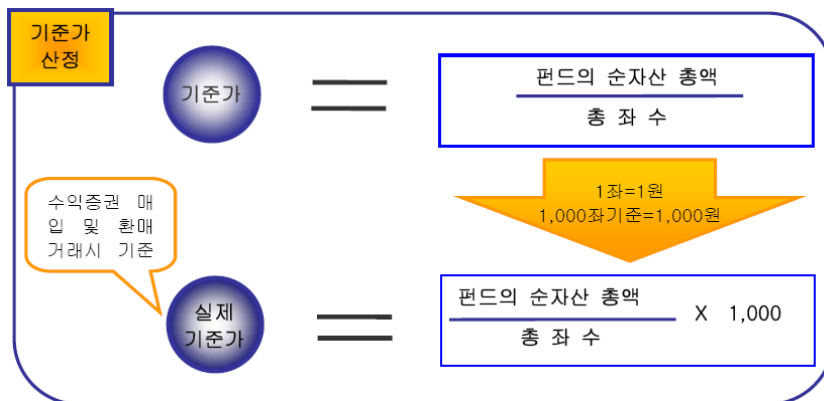 기준가
산정
기준가
펀드의 순자산 총액
총 좌 수
1좌=1원
1,000좌기준=1,000원
수익증권 매
입 및 환매
거래시 기준
실제
기준가
펀드의 순자산 총액
총 좌 수
X 1,000